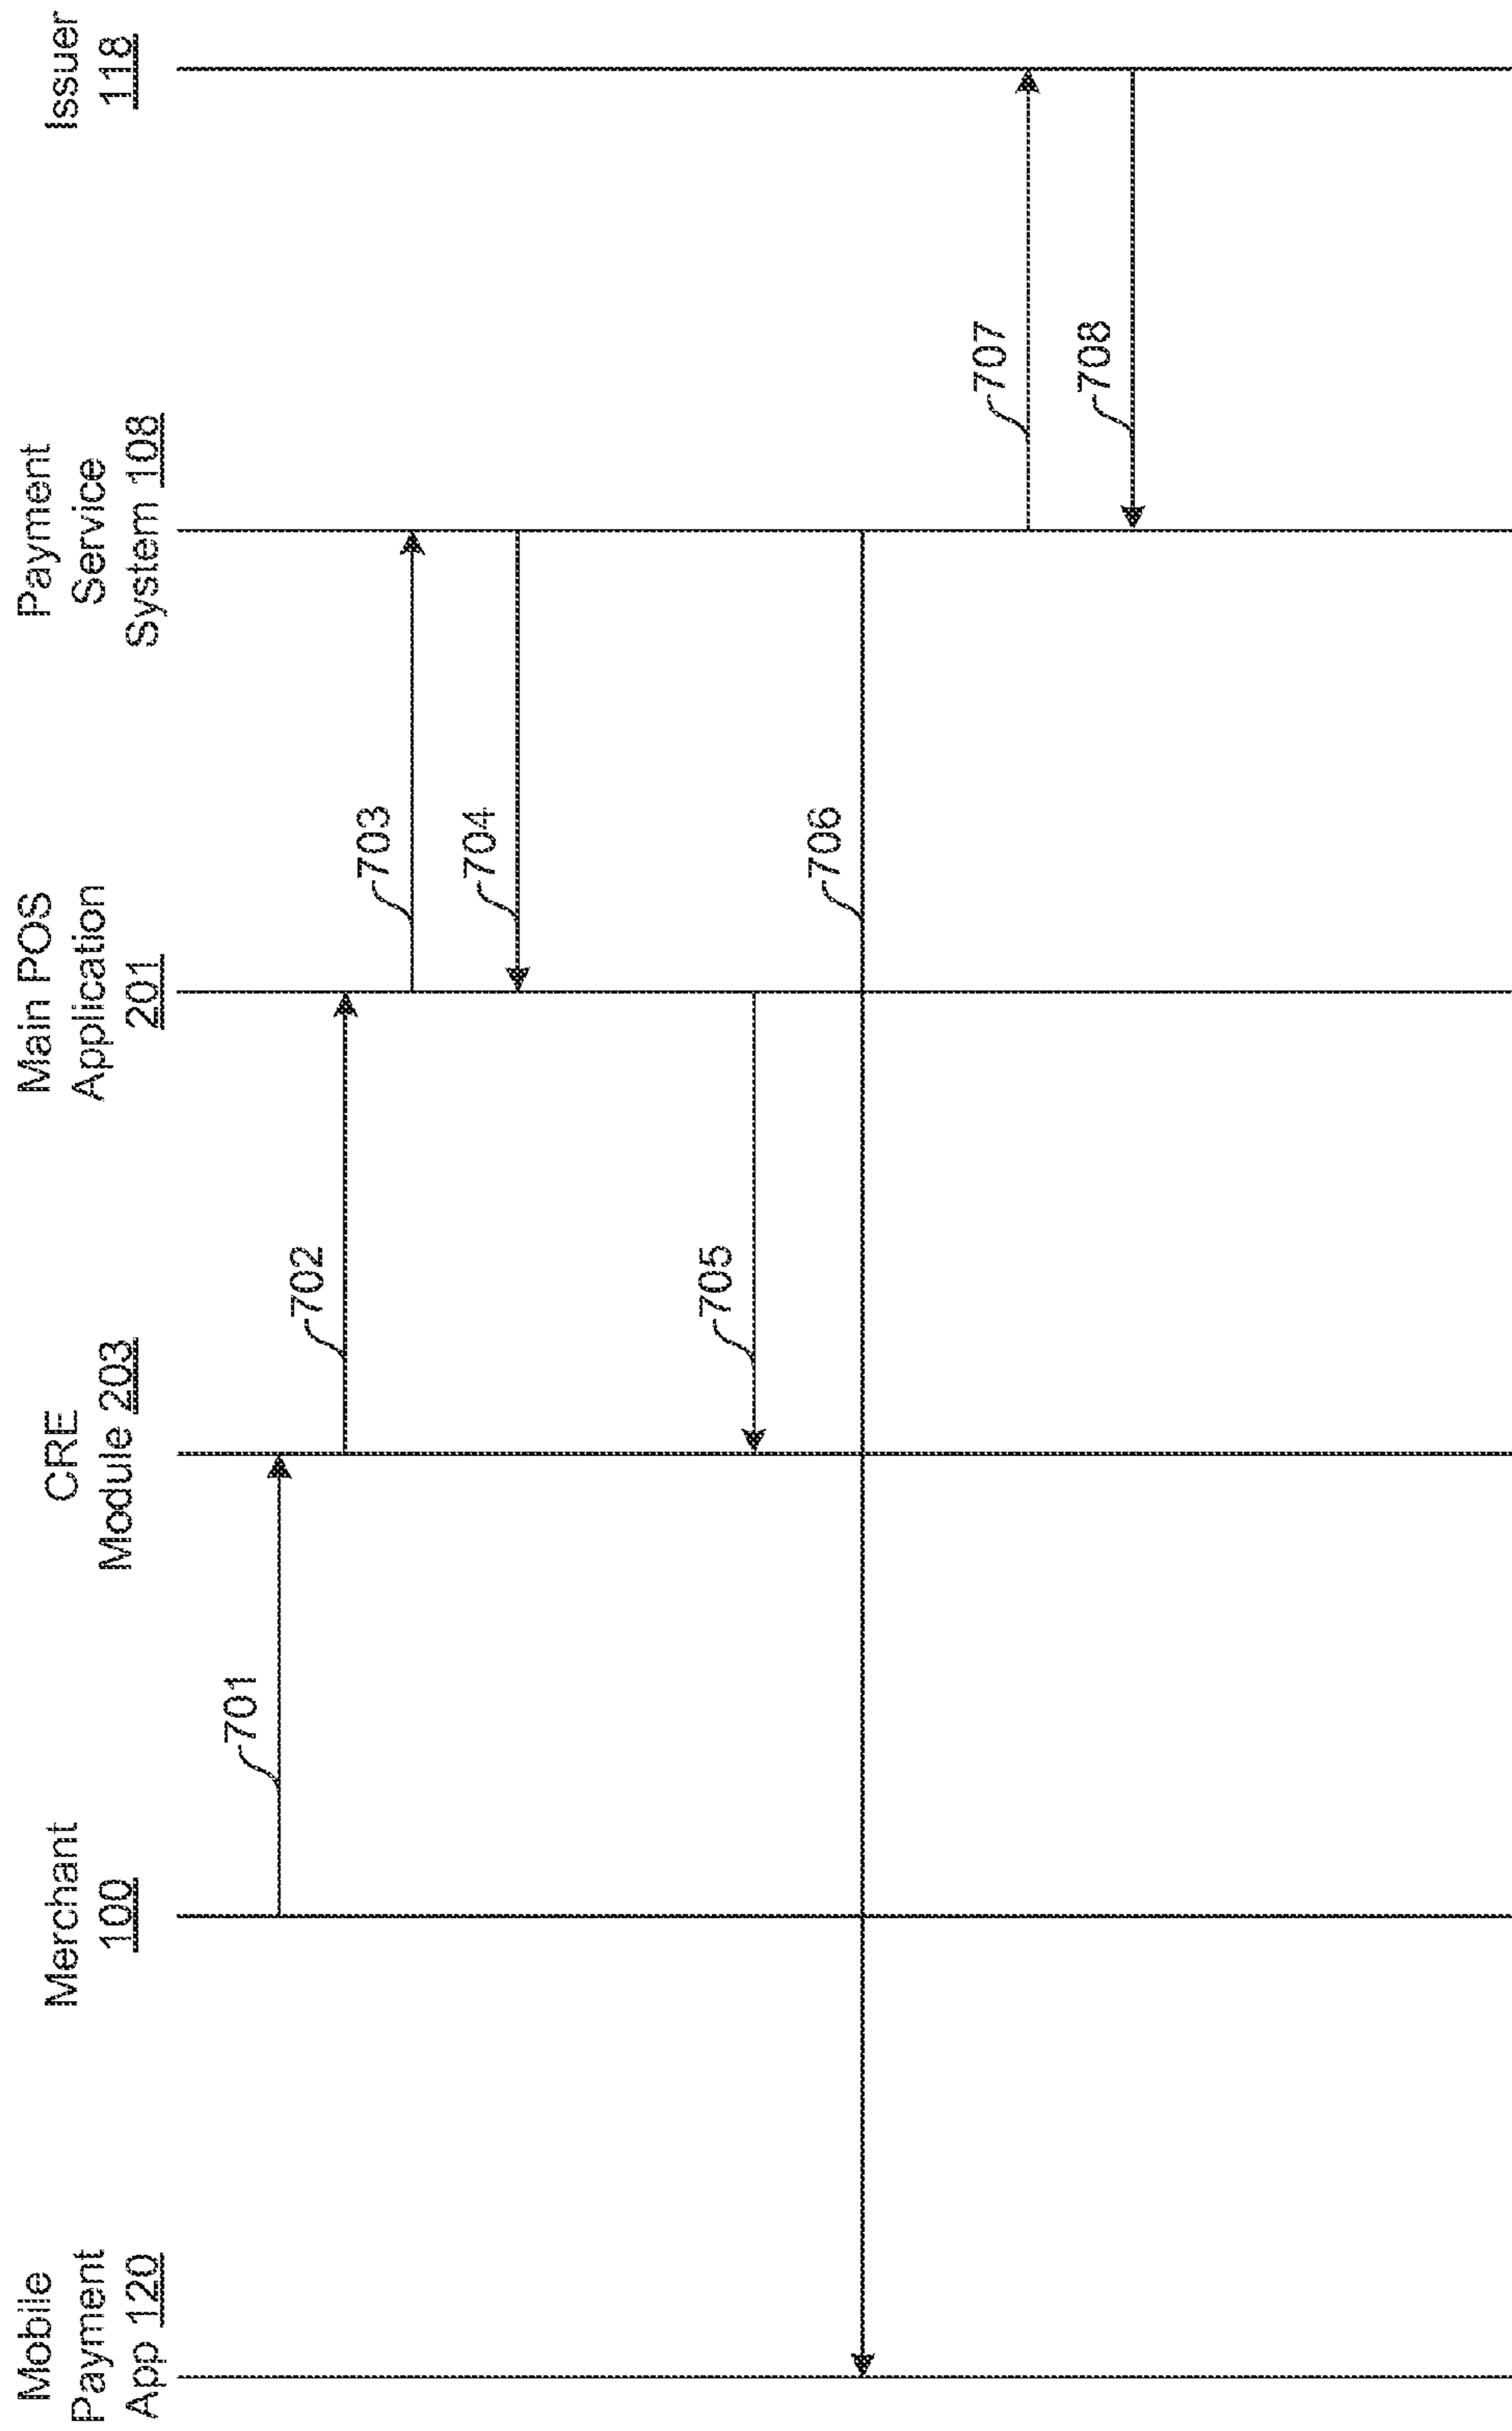 Mobile
Payment
App 120
Merchant
100
CRE
Module 203
Main POS
Application
201
Payment
Service
System 108
Issuer
118
701
702
703
704
705
706
707
708